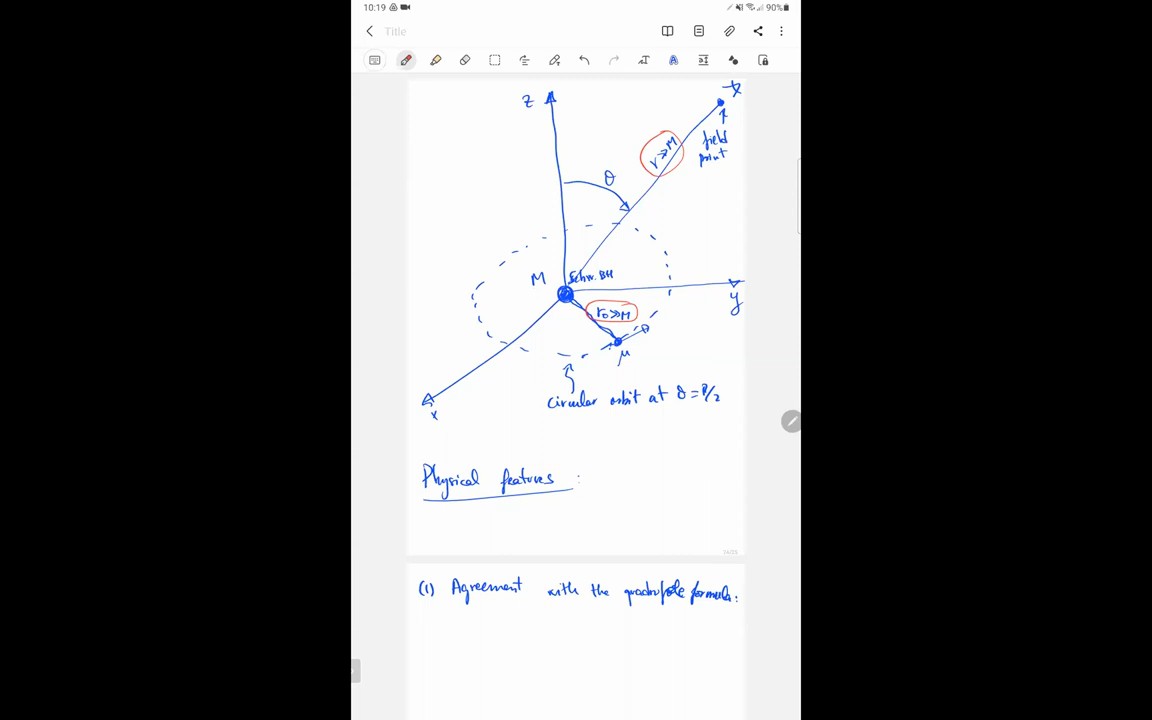 10:19
90%
Title
z
x
r≫M
field
point
θ
M
Schw. BH
r₀≫M
y
μ
x
circular orbit at θ = π/2
Physical features :
(1) Agreement with the quadrupole formula :